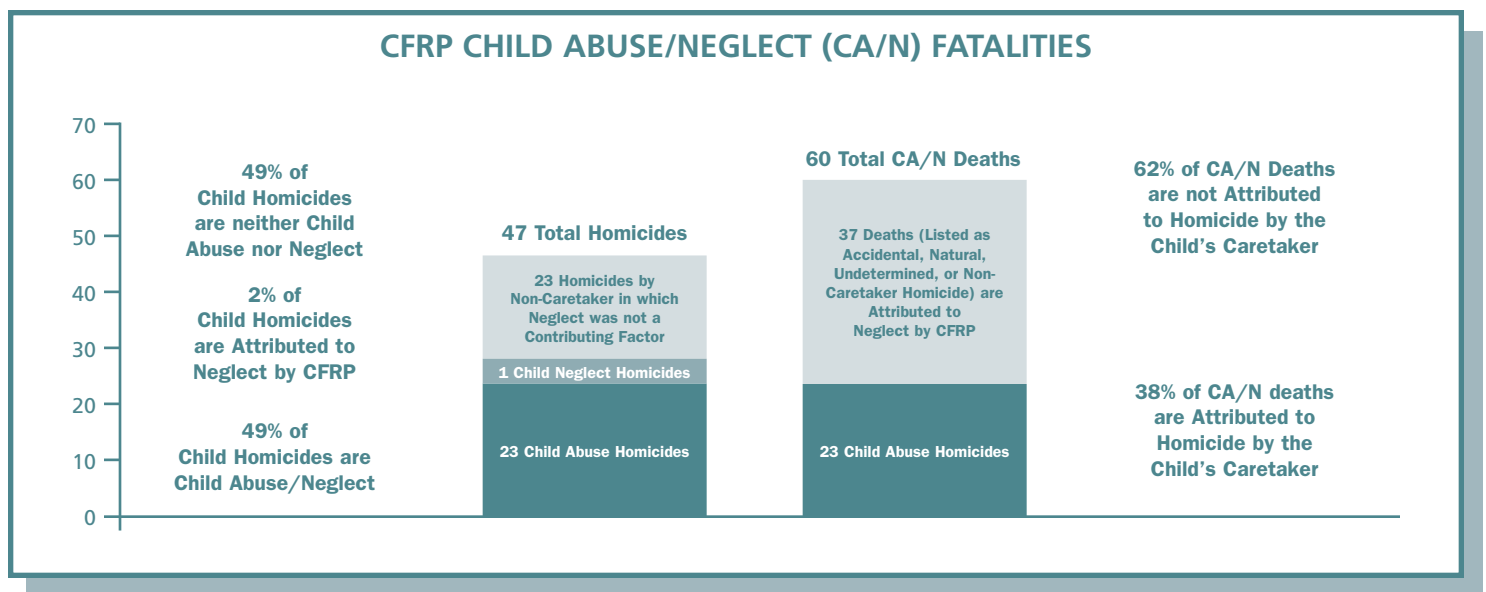 CFRP CHILD ABUSE/NEGLECT (CA/N) FATALITIES
70
60
50
40
30
20
10
0
49% of
Child Homicides
are neither Child
Abuse nor Neglect
2% of
Child Homicides
are Attributed to
Neglect by CFRP
49% of
Child Homicides are
Child Abuse/Neglect
47 Total Homicides
23 Homicides by
Non-Caretaker in which
Neglect was not a
Contributing Factor
1 Child Neglect Homicides
23 Child Abuse Homicides
60 Total CA/N Deaths
37 Deaths (Listed as
Accidental, Natural,
Undetermined, or Non-
Caretaker Homicide) are
Attributed to
Neglect by CFRP
23 Child Abuse Homicides
62% of CA/N Deaths
are not Attributed
to Homicide by the
Child's Caretaker
38% of CA/N deaths
are Attributed to
Homicide by the
Child's Caretaker